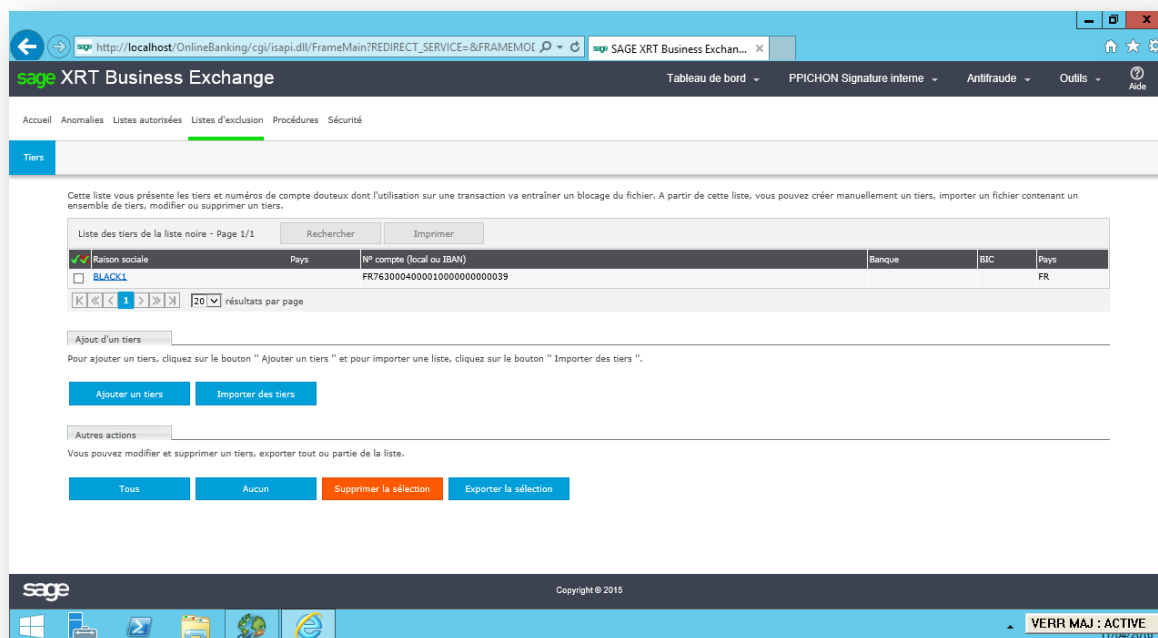 http://localhost/OnlineBanking/cgi/isapi.dll/FrameMain?REDIRECT_SERVICE=&FRAMEMOI
sage SAGE XRT Business Exchan... ×
sage XRT Business Exchange
Tableau de bord PPICHON Signature interne Antifraude Outils Aide
Accueil Anomalies Listes autorisées Listes d'exclusion Procédures Sécurité
Tiers
Cette liste vous présente les tiers et numéros de compte douteux dont l'utilisation sur une transaction va entraîner un blocage du fichier. A partir de cette liste, vous pouvez créer manuellement un tiers, importer un fichier contenant un
ensemble de tiers, modifier ou supprimer un tiers.
Liste des tiers de la liste noire - Page 1/1 Rechercher Imprimer
Raison sociale Pays Nº compte (local ou IBAN) Banque BIC Pays
BLACK1 FR7630004000010000000000039 FR
1 20 résultats par page
Ajout d'un tiers
Pour ajouter un tiers, cliquez sur le bouton " Ajouter un tiers " et pour importer une liste, cliquez sur le bouton " Importer des tiers ".
Ajouter un tiers Importer des tiers
Autres actions
Vous pouvez modifier et supprimer un tiers, exporter tout ou partie de la liste.
Tous Aucun Supprimer la sélection Exporter la sélection
sage Copyright © 2015
VERR MAJ : ACTIVE